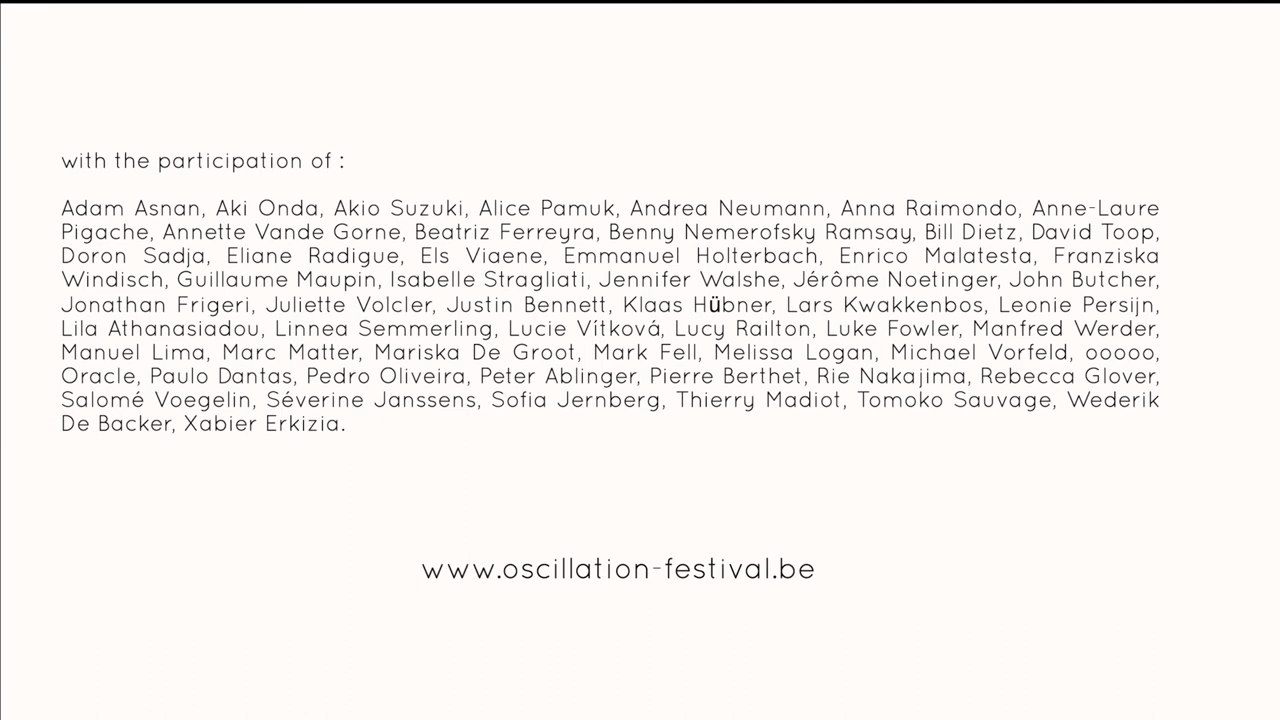 with the participation of :
Adam Asnan, Aki Onda, Akio Suzuki, Alice Pamuk, Andrea Neumann, Anna Raimondo, Anne-Laure
Pigache, Annette Vande Gorne, Beatriz Ferreyra, Benny Nemerofsky Ramsay, Bill Dietz, David Toop,
Doron Sadja, Eliane Radigue, Els Viaene, Emmanuel Holterbach, Enrico Malatesta, Franziska
Windisch, Guillaume Maupin, Isabelle Stragliati, Jennifer Walshe, Jérôme Noetinger, John Butcher,
Jonathan Frigeri, Juliette Volcler, Justin Bennett, Klaas Hübner, Lars Kwakkenbos, Leonie Persijn,
Lila Athanasiadou, Linnea Semmerling, Lucie Vítková, Lucy Railton, Luke Fowler, Manfred Werder,
Manuel Lima, Marc Matter, Mariska De Groot, Mark Fell, Melissa Logan, Michael Vorfeld, ooooo,
Oracle, Paulo Dantas, Pedro Oliveira, Peter Ablinger, Pierre Berthet, Rie Nakajima, Rebecca Glover,
Salomé Voegelin, Séverine Janssens, Sofia Jernberg, Thierry Madiot, Tomoko Sauvage, Wederik
De Backer, Xabier Erkizia.
www.oscillation-festival.be